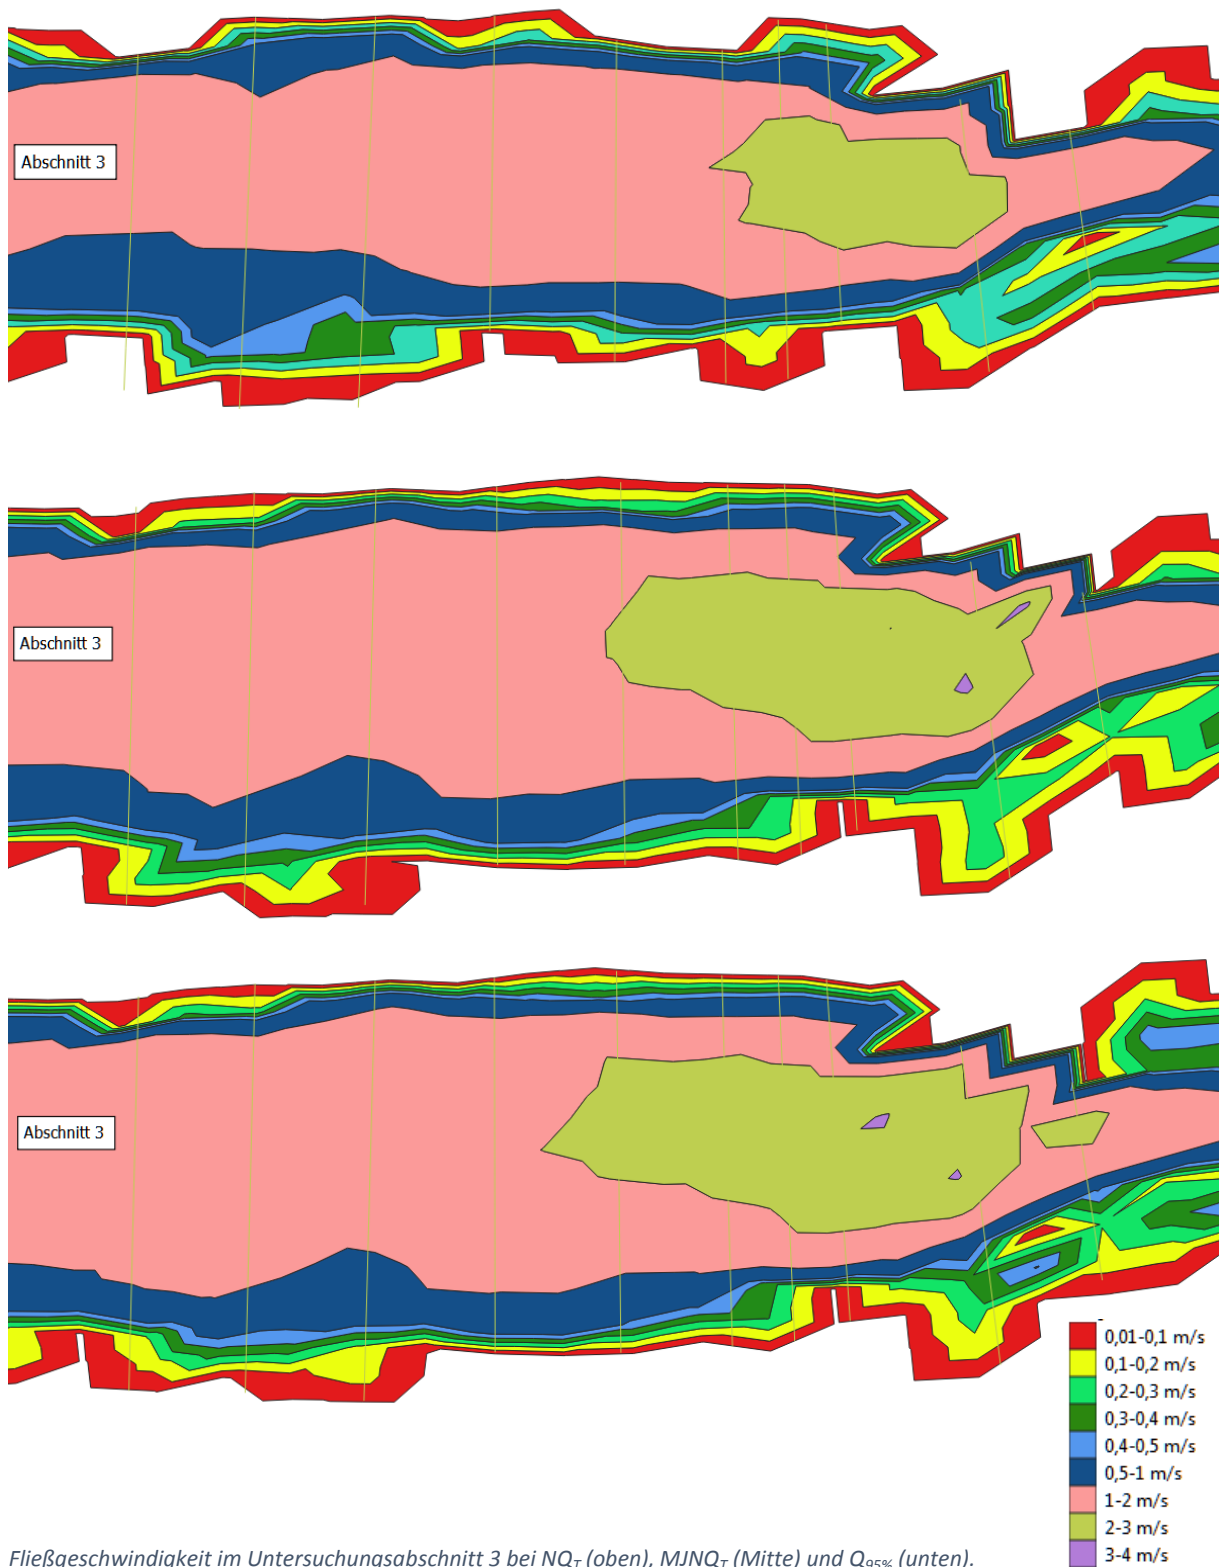 Abschnitt 3
Abschnitt 3
Abschnitt 3
0,01-0,1 m/s
0,1-0,2 m/s
0,2-0,3 m/s
0,3-0,4 m/s
0,4-0,5 m/s
0,5-1 m/s
1-2 m/s
2-3 m/s
3-4 m/s
Fließgeschwindigkeit im Untersuchungsabschnitt 3 bei NQT (oben), MJNQT (Mitte) und Q95% (unten).